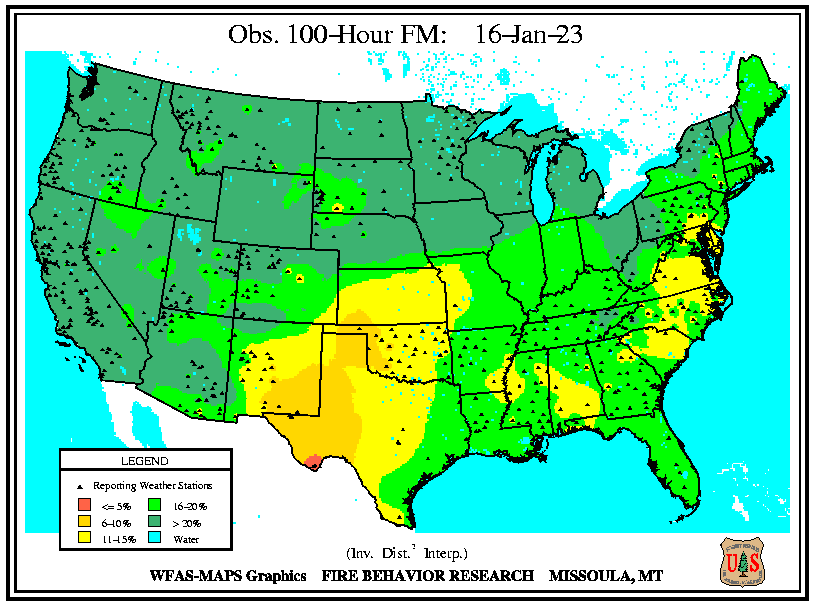 Obs. 100-Hour FM: 16-Jan-23
LEGEND
Reporting Weather Stations
<= 5%
16-20%
6-10%
> 20%
11-15%
Water
(Inv. Dist.² Interp.)
WFAS-MAPS Graphics FIRE BEHAVIOR RESEARCH MISSOULA, MT
U S